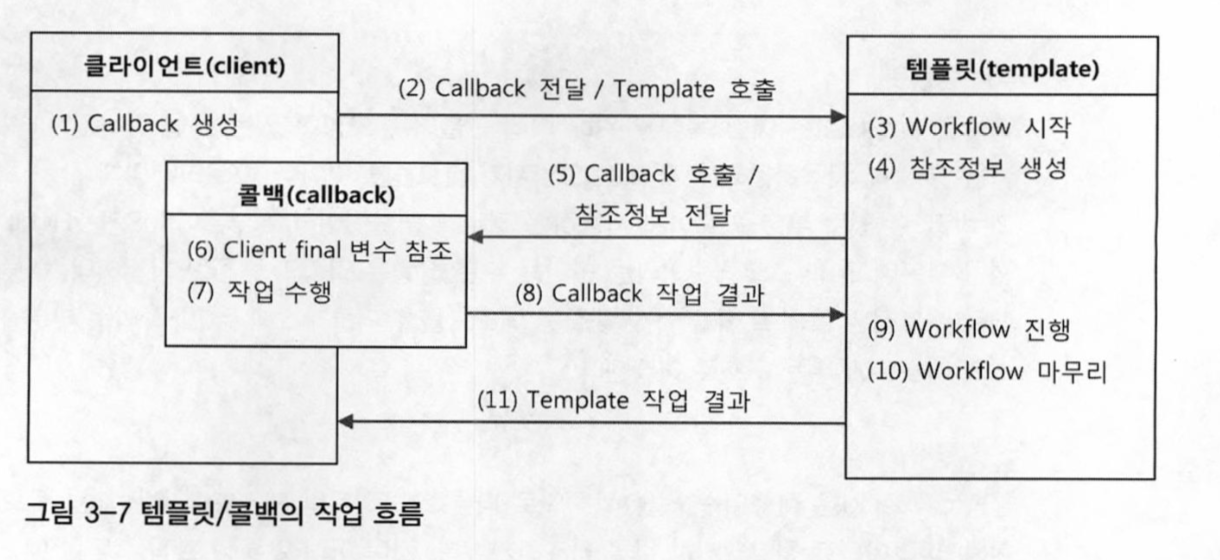 클라이언트(client)
(1) Callback 생성
콜백(callback)
(6) Client final 변수 참조
(7) 작업 수행
(2) Callback 전달 / Template 호출
(5) Callback 호출 /
참조정보 전달
(8) Callback 작업 결과
(11) Template 작업 결과
템플릿(template)
(3) Workflow 시작
(4) 참조정보 생성
(9) Workflow 진행
(10) Workflow 마무리
그림 3-7 템플릿/콜백의 작업 흐름